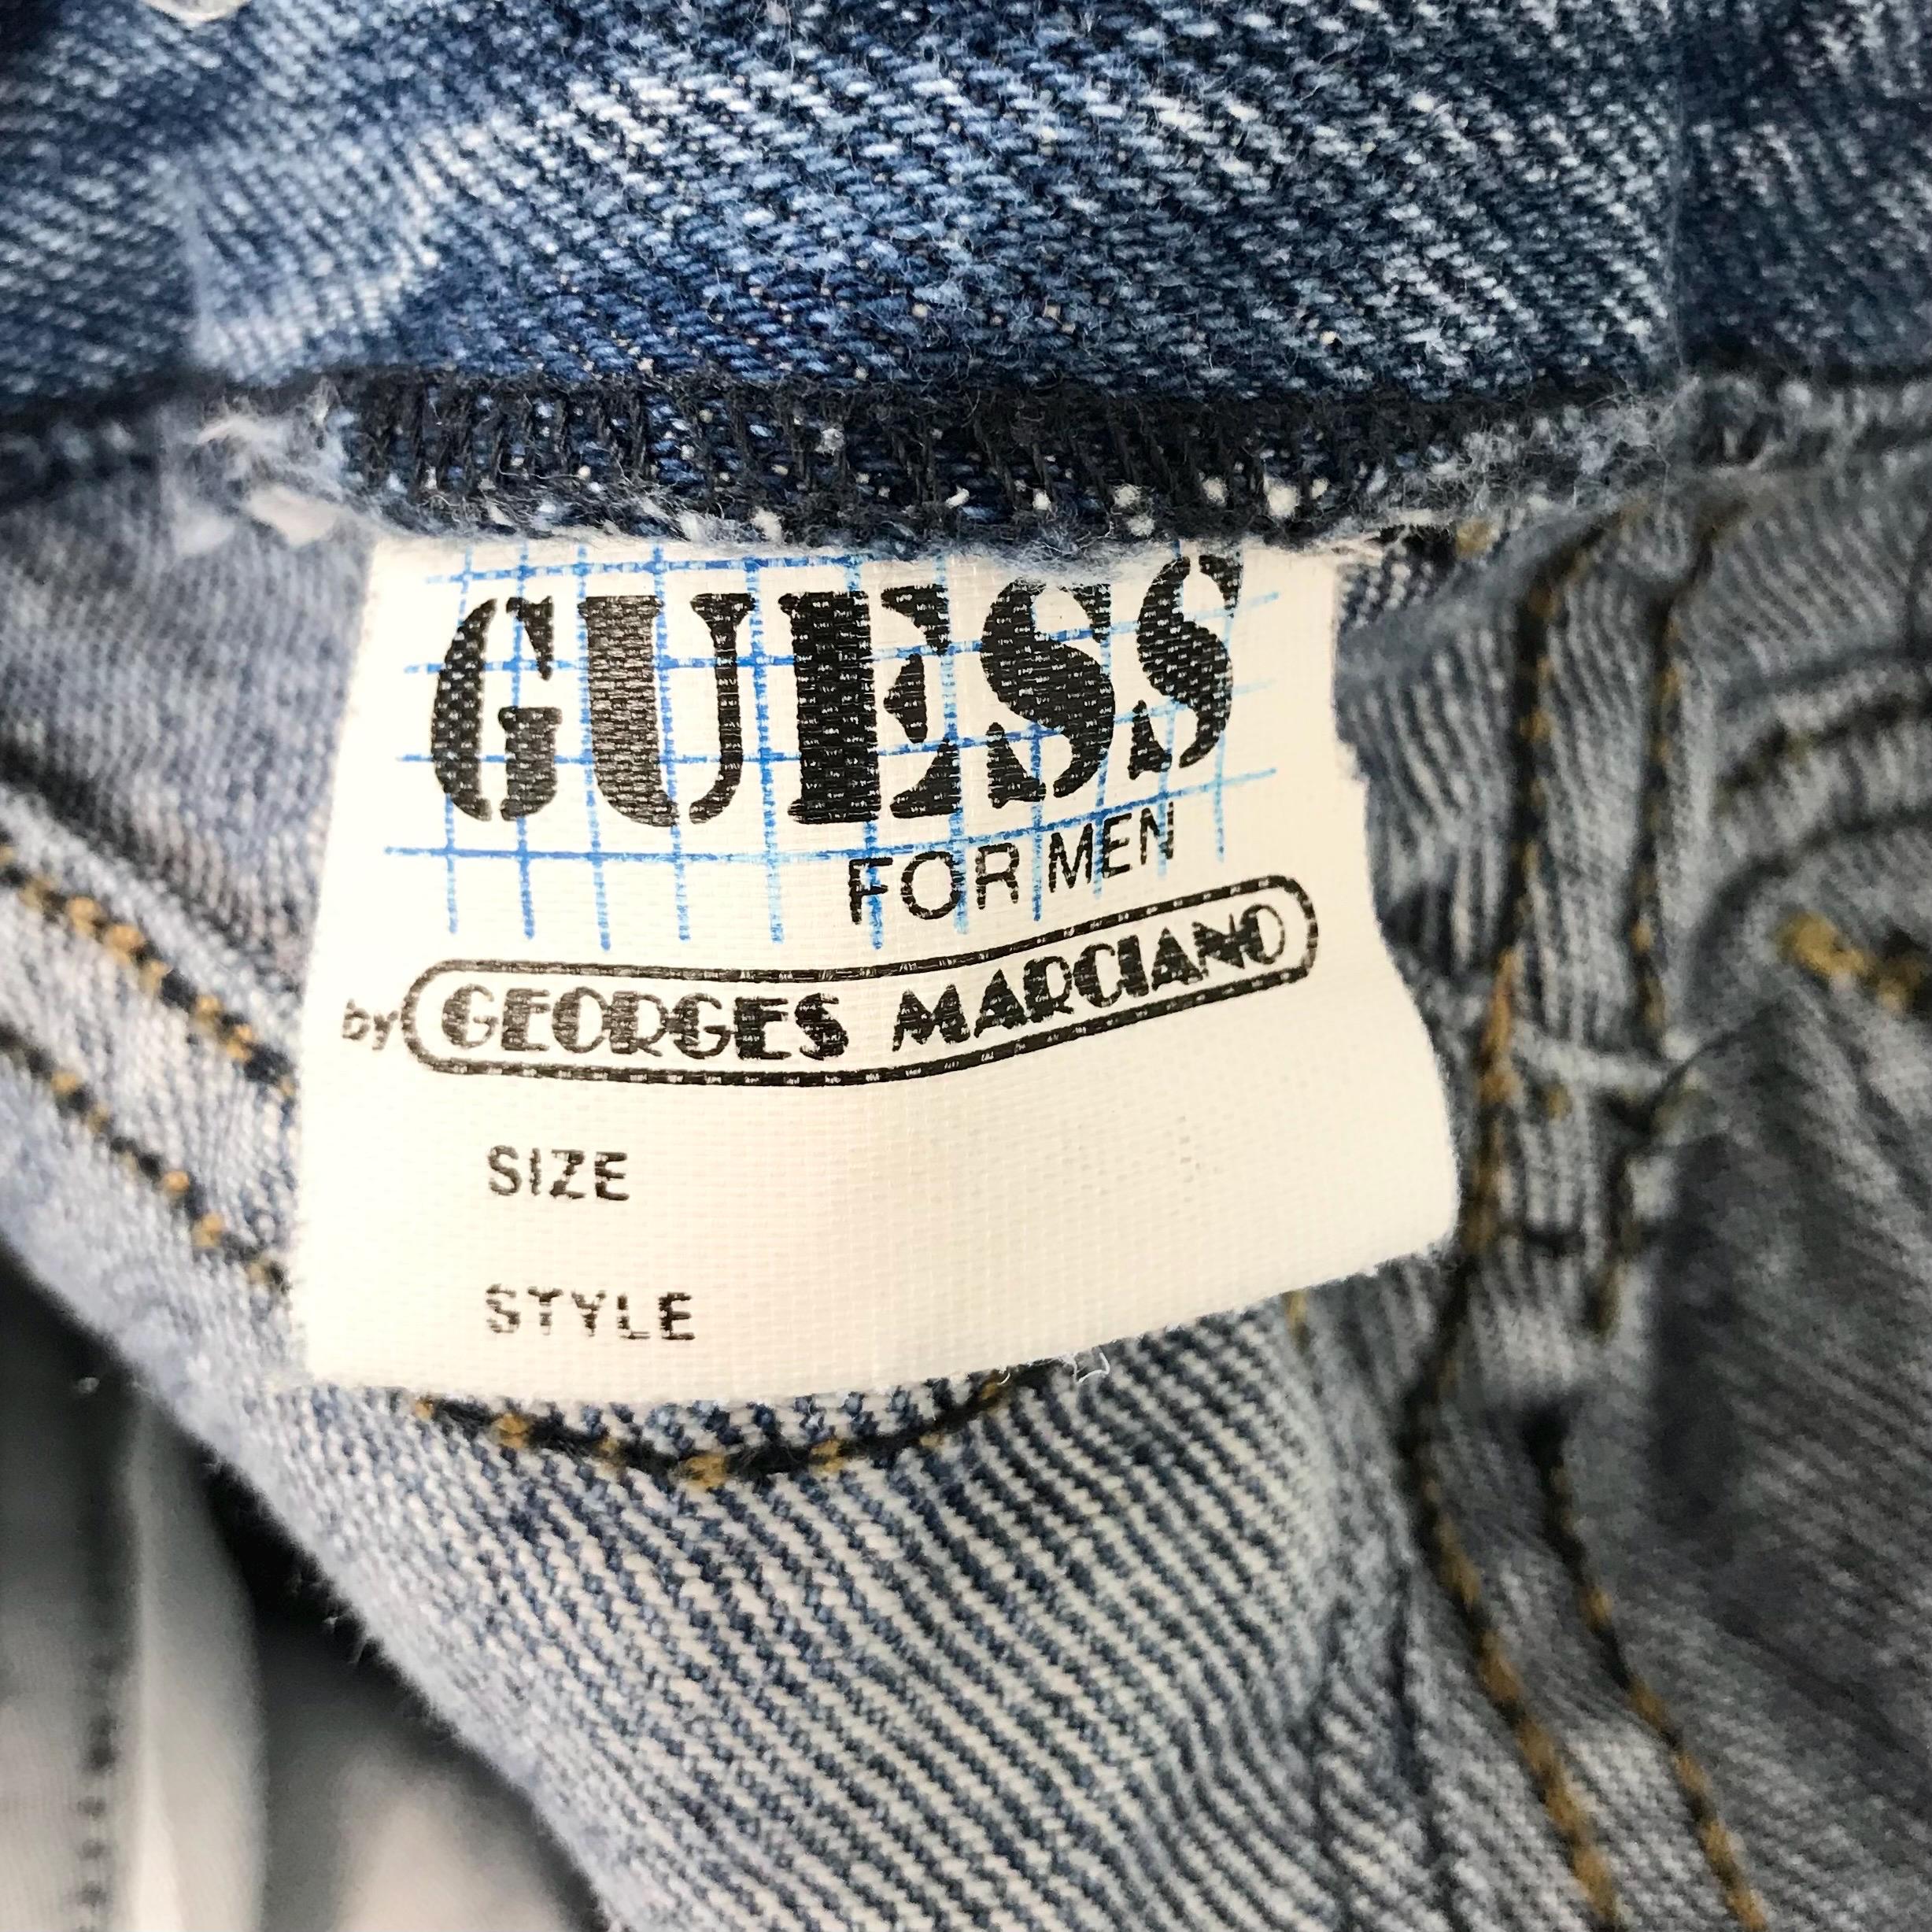 GUESS
FOR MEN
by GEORGES MARCIANO
SIZE
STYLE